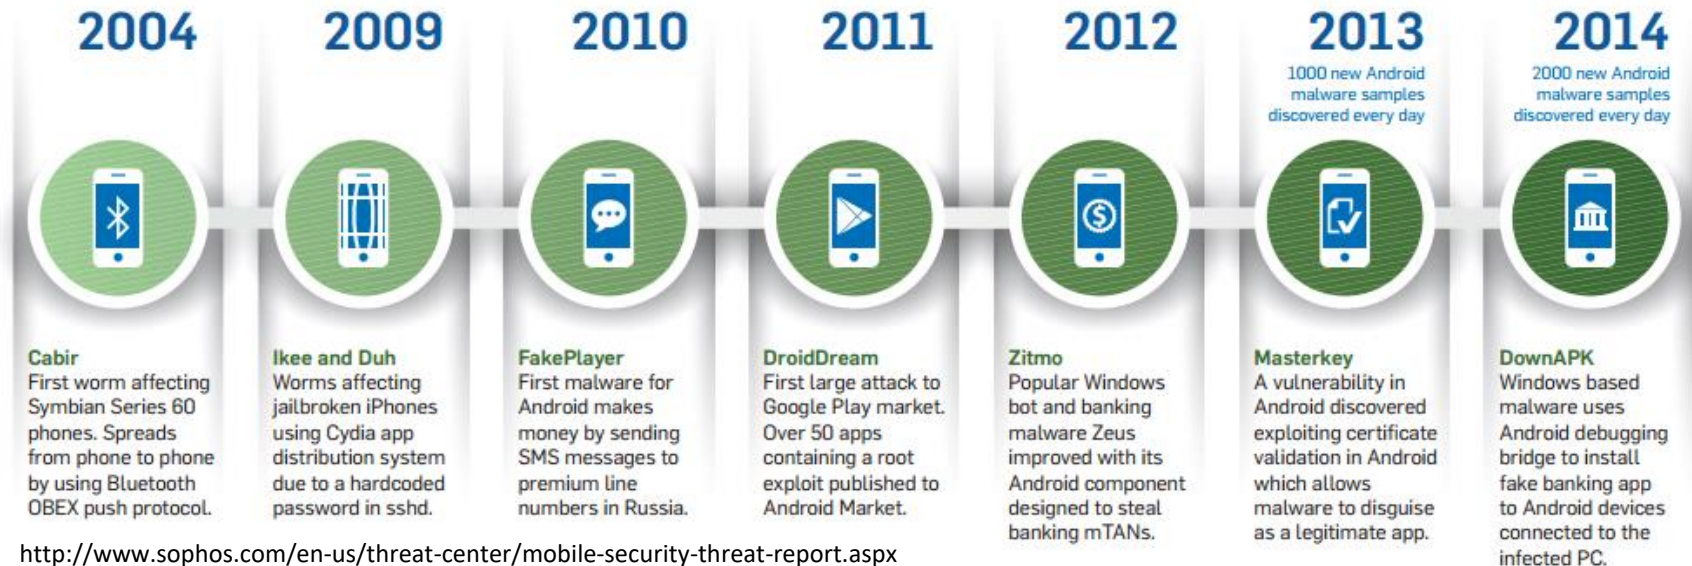 2004
2009
2010
2011
2012
2013
1000 new Android
malware samples
discovered every day
2014
2000 new Android
malware samples
discovered every day
Cabir
First worm affecting
Symbian Series 60
phones. Spreads
from phone to phone
by using Bluetooth
OBEX push protocol.
Ikee and Duh
Worms affecting
jailbroken iPhones
using Cydia app
distribution system
due to a hardcoded
password in sshd.
FakePlayer
First malware for
Android makes
money by sending
SMS messages to
premium line
numbers in Russia.
DroidDream
First large attack to
Google Play market.
Over 50 apps
containing a root
exploit published to
Android Market.
Zitmo
Popular Windows
bot and banking
malware Zeus
improved with its
Android component
designed to steal
banking mTANs.
Masterkey
A vulnerability in
Android discovered
exploiting certificate
validation in Android
which allows
malware to disguise
as a legitimate app.
DownAPK
Windows based
malware uses
Android debugging
bridge to install
fake banking app
to Android devices
connected to the
infected PC.
http://www.sophos.com/en-us/threat-center/mobile-security-threat-report.aspx